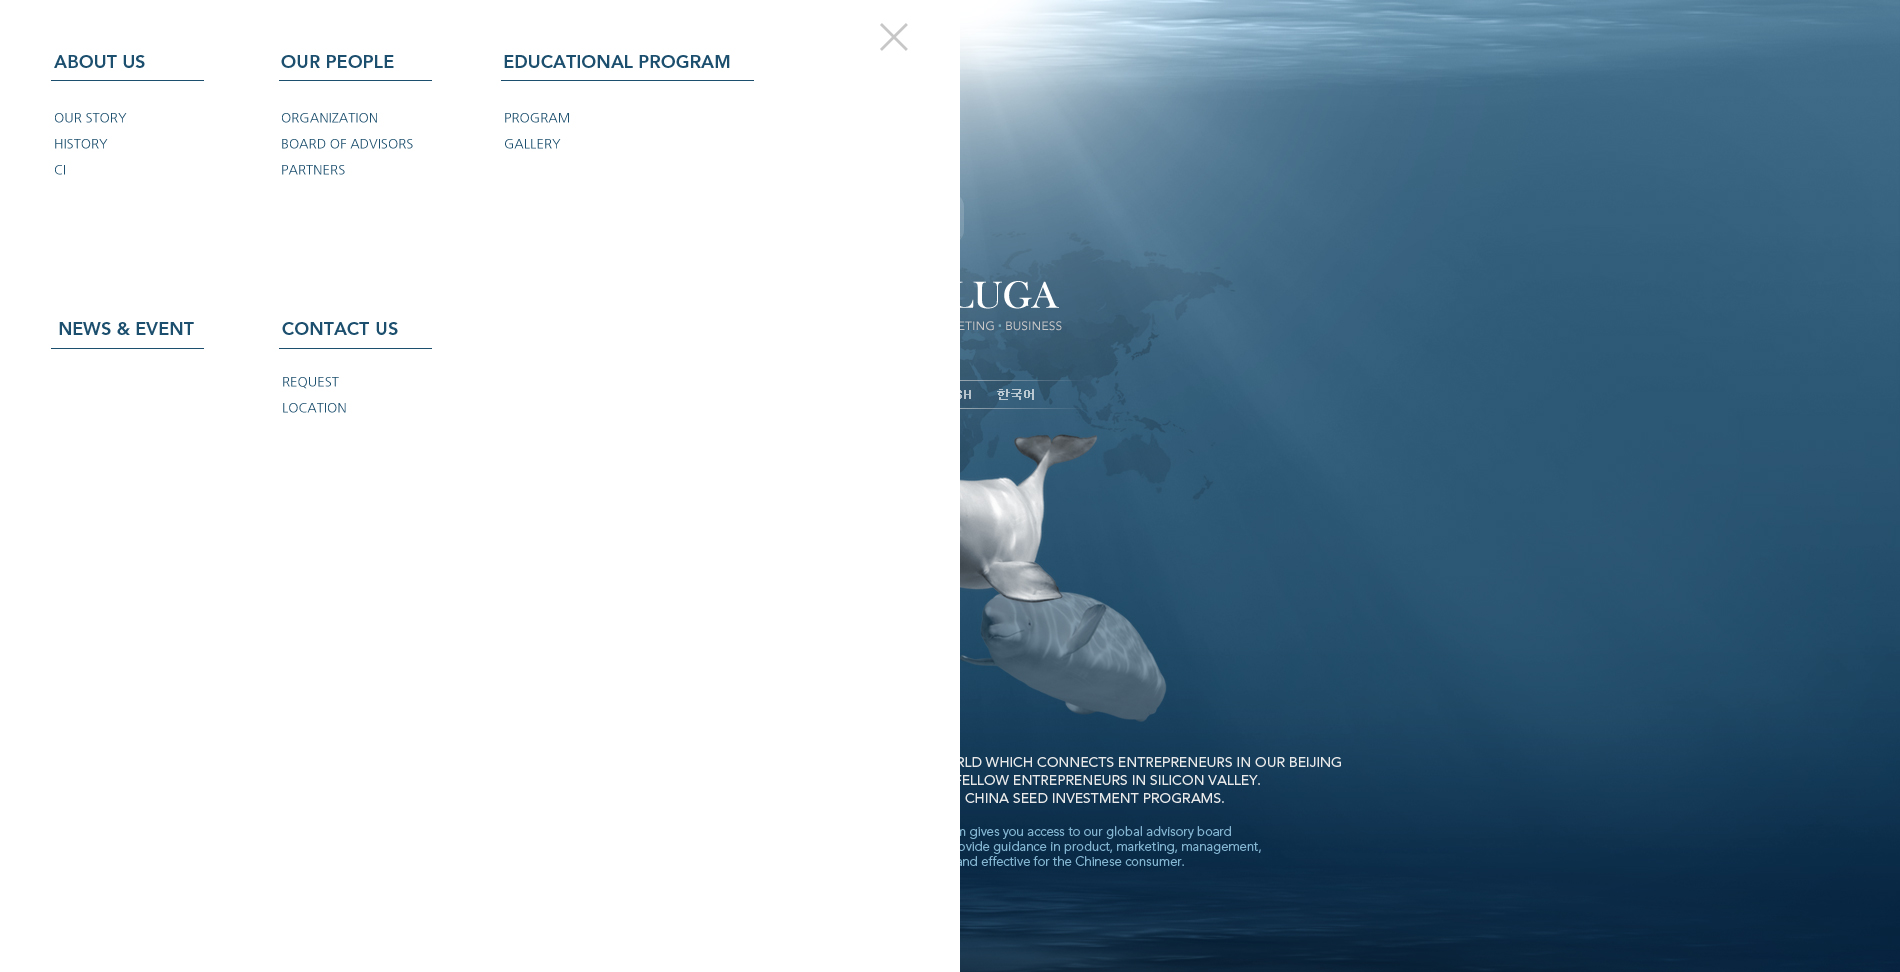 ABOUT US
OUR STORY
HISTORY
CI
OUR PEOPLE
ORGANIZATION
BOARD OF ADVISORS
PARTNERS
EDUCATIONAL PROGRAM
PROGRAM
GALLERY
NEWS & EVENT
CONTACT US
REQUEST
LOCATION
LUGA
ETING • BUSINESS
SH 한국어
RLD WHICH CONNECTS ENTREPRENEURS IN OUR BEIJING
FELLOW ENTREPRENEURS IN SILICON VALLEY.
CHINA SEED INVESTMENT PROGRAMS.
gives you access to our global advisory board
ovide guidance in product, marketing, management,
and effective for the Chinese consumer.